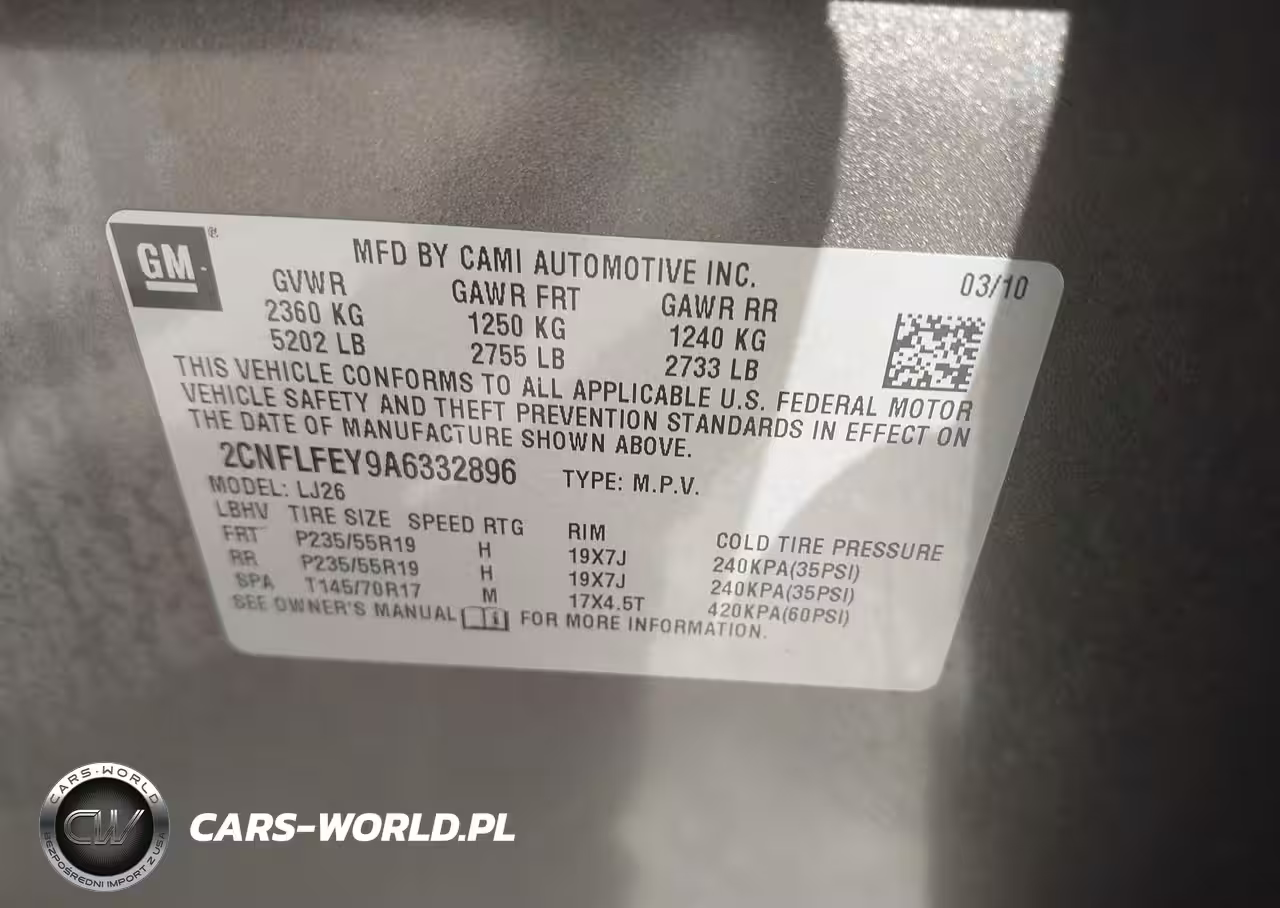 GM
MFD BY CAMI AUTOMOTIVE INC. 03/10
GVWR GAWR FRT GAWR RR
2360 KG 1250 KG 1240 KG
5202 LB 2755 LB 2733 LB
THIS VEHICLE CONFORMS TO ALL APPLICABLE U.S. FEDERAL MOTOR
VEHICLE SAFETY AND THEFT PREVENTION STANDARDS IN EFFECT ON
THE DATE OF MANUFACTURE SHOWN ABOVE.
2CNFLFEY9A6332896 TYPE: M.P.V.
MODEL: LJ26
LBHV TIRE SIZE SPEED RTG RIM COLD TIRE PRESSURE
FRT P235/55R19 H 19X7J 240KPA(35PSI)
RR P235/55R19 H 19X7J 240KPA(35PSI)
SPA T145/70R17 M 17X4.5T 420KPA(60PSI)
SEE OWNER'S MANUAL FOR MORE INFORMATION.
CARS-WORLD
CW
BEZPOŚREDNI IMPORT Z USA
CARS-WORLD.PL